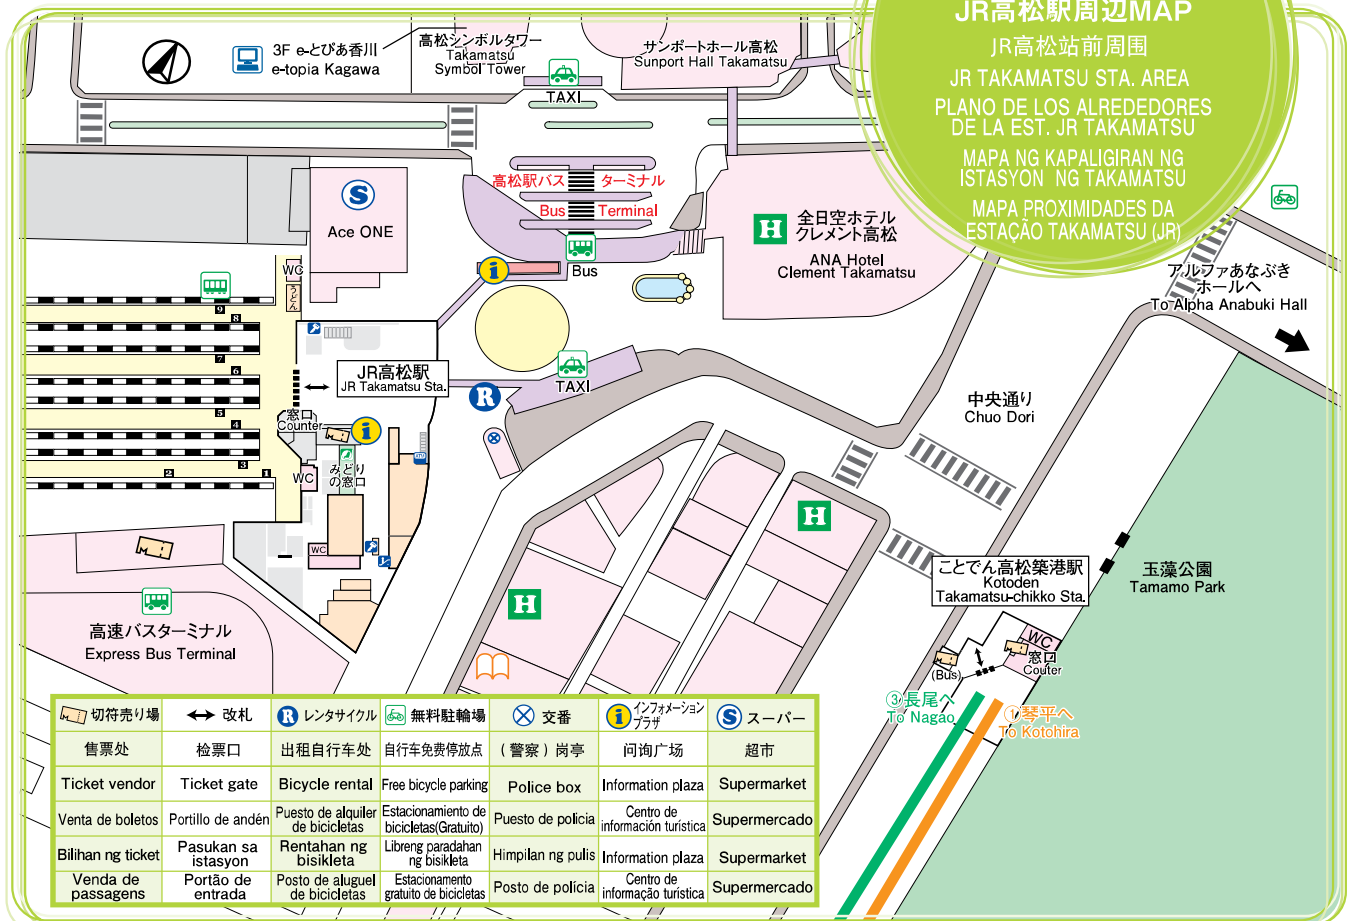 JR高松駅周辺MAP
JR高松站前周围
JR TAKAMATSU STA. AREA
PLANO DE LOS ALREDEDORES
DE LA EST. JR TAKAMATSU
MAPA NG KAPALIGIRAN NG
ISTASYON NG TAKAMATSU
MAPA PROXIMIDADES DA
ESTAÇÃO TAKAMATSU (JR)
3F e-とぴあ香川
e-topia Kagawa
高松シンボルタワー
Takamatsu
Symbol Tower
サンポートホール高松
Sunport Hall Takamatsu
TAXI
高松駅バス ターミナル
Bus Terminal
Bus
S
Ace ONE
H
全日空ホテル
クレメント高松
ANA Hotel
Clement Takamatsu
アルファあなぶき
ホールへ
To Alpha Anabuki Hall
WC
うどん
i
9
8
7
6
5
4
3
2
1
JR高松駅
JR Takamatsu Sta.
TAXI
R
窓口
Counter
i
みどり
の窓口
WC
WC
中央通り
Chuo Dori
H
H
ことでん高松築港駅
Kotoden
Takamatsu-chikko Sta.
玉藻公園
Tamamo Park
WC
窓口
Couter
(Bus)
③長尾へ
To Nagao
①琴平へ
To Kotohira
高速バスターミナル
Express Bus Terminal
切符売り場 改札 R レンタサイクル 無料駐輪場 交番 i インフォメーション プラザ S スーパー
售票处 检票口 出租自行车处 自行车免费停放点 （警察）岗亭 问询广场 超市
Ticket vendor Ticket gate Bicycle rental Free bicycle parking Police box Information plaza Supermarket
Venta de boletos Portillo de andén Puesto de alquiler de bicicletas Estacionamiento de bicicletas(Gratuito) Puesto de policia Centro de información turística Supermercado
Bilihan ng ticket Pasukan sa istasyon Rentahan ng bisikleta Libreng paradahan ng bisikleta Himpilan ng pulis Information plaza Supermarket
Venda de passagens Portão de entrada Posto de aluguel de bicicletas Estacionamento gratuito de bicicletas Posto de polícia Centro de informação turística Supermercado